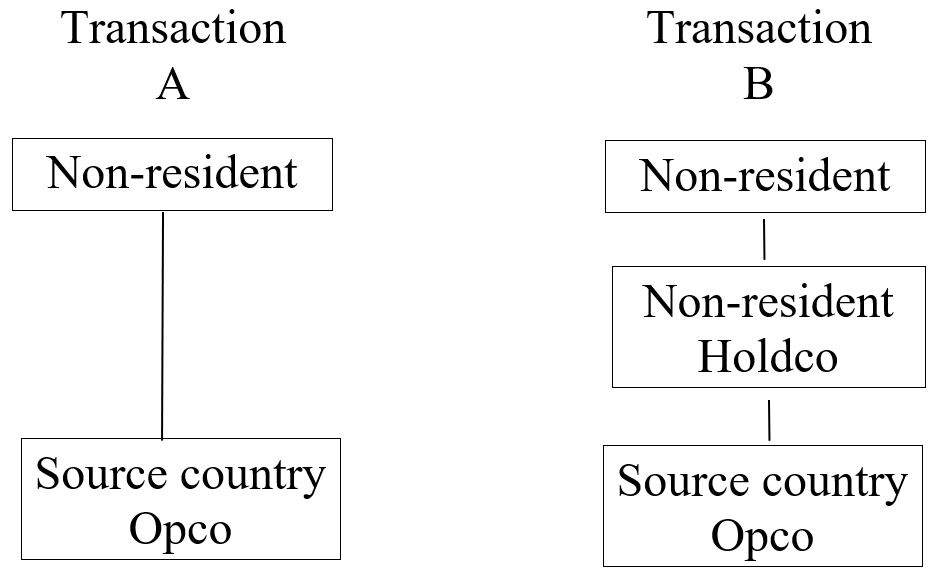 Transaction
A
Non-resident
Source country
Opco
Transaction
B
Non-resident
Non-resident
Holdco
Source country
Opco